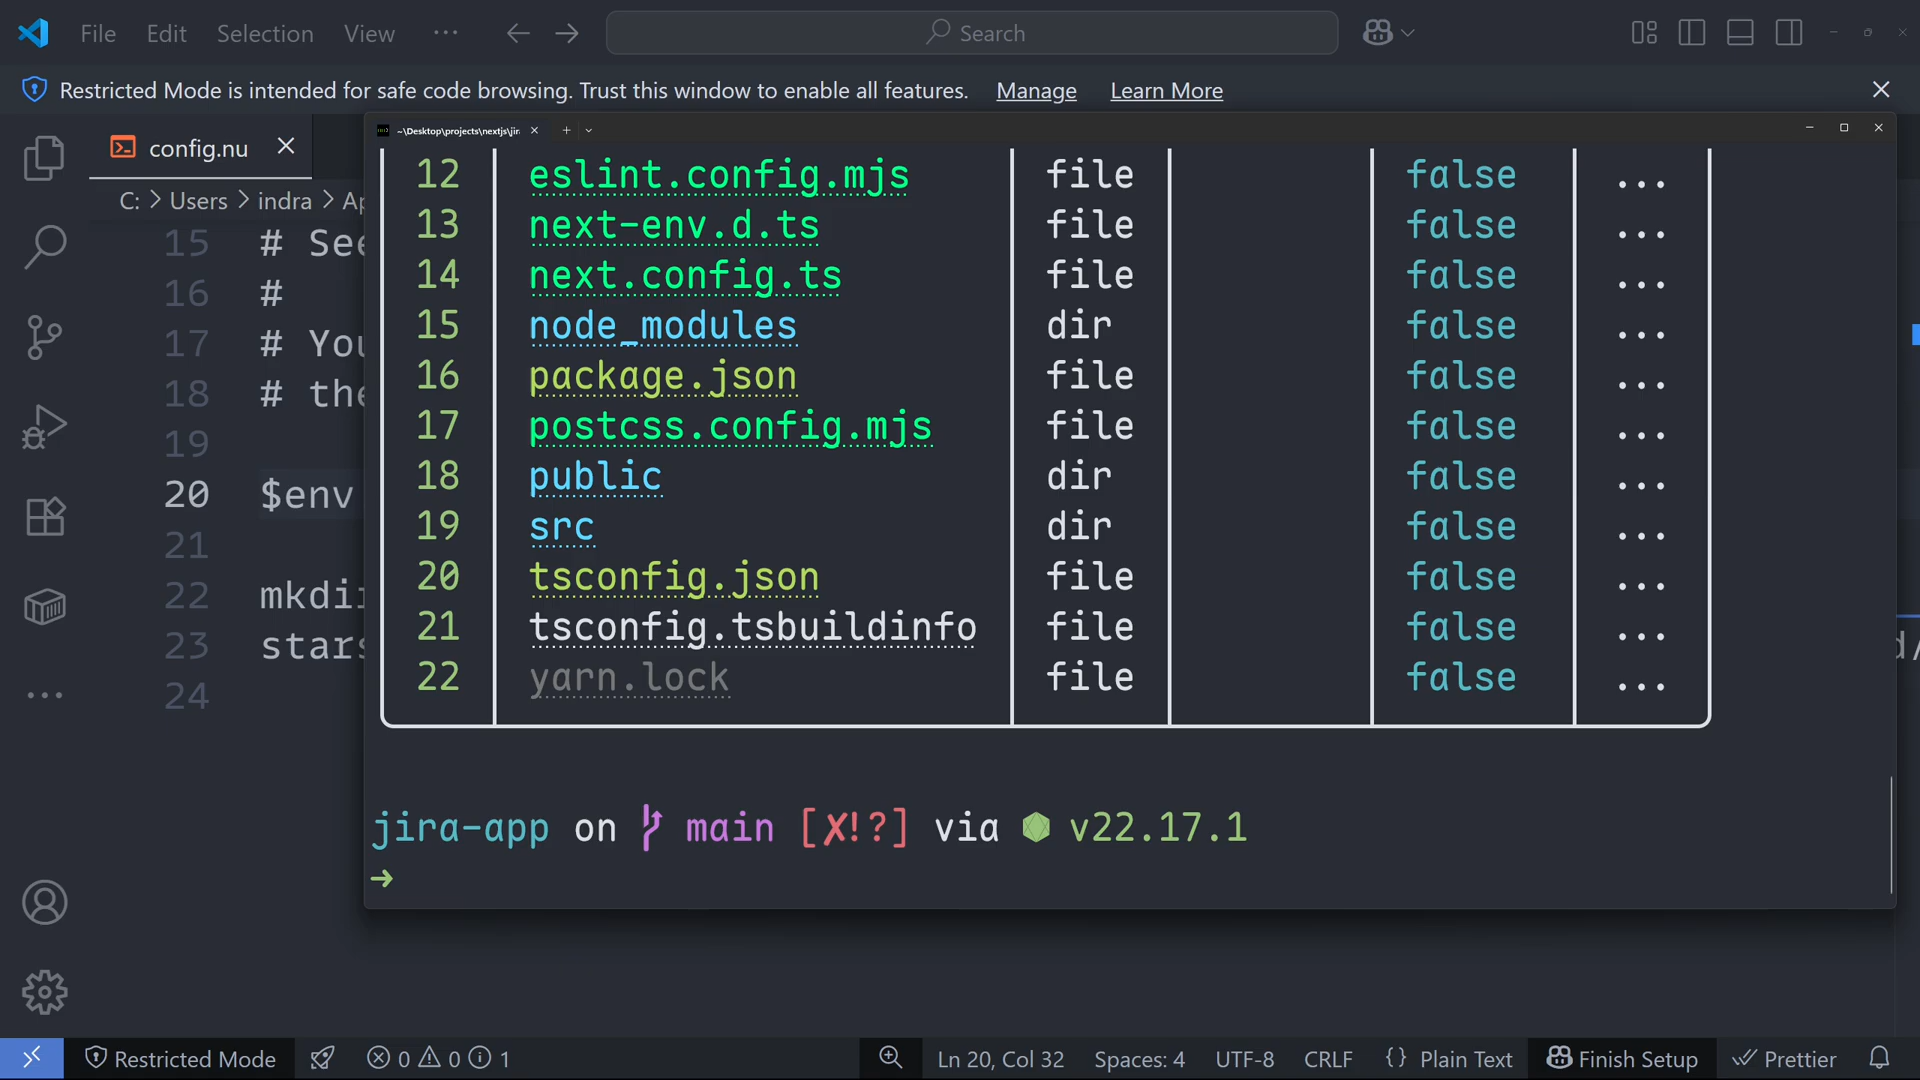 File Edit Selection View ··· Search
Restricted Mode is intended for safe code browsing. Trust this window to enable all features. Manage Learn More
config.nu
C: > Users > indra > Ap
15 # See
16 #
17 # You
18 # the
19
20 $env
21
22 mkdir
23 stars
24
~\Desktop\projects\nextjs\jir
12 eslint.config.mjs file false ...
13 next-env.d.ts file false ...
14 next.config.ts file false ...
15 node_modules dir false ...
16 package.json file false ...
17 postcss.config.mjs file false ...
18 public dir false ...
19 src dir false ...
20 tsconfig.json file false ...
21 tsconfig.tsbuildinfo file false ...
22 yarn.lock file false ...
jira-app on main [✘!?] via v22.17.1
➜
d/
Restricted Mode 0 0 1 Ln 20, Col 32 Spaces: 4 UTF-8 CRLF {} Plain Text Finish Setup Prettier